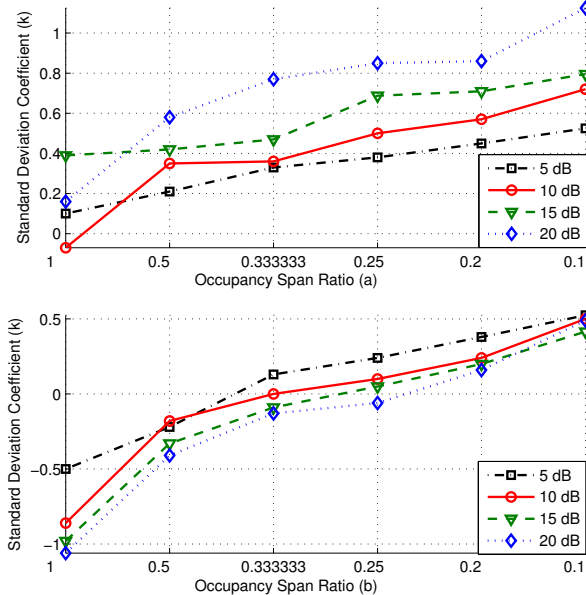 Standard Deviation Coefficient (k)
1
0.8
0.6
0.4
0.2
0
5 dB
10 dB
15 dB
20 dB
1 0.5 0.333333 0.25 0.2 0.1
Occupancy Span Ratio (a)
Standard Deviation Coefficient (k)
0.5
0
−0.5
−1
5 dB
10 dB
15 dB
20 dB
1 0.5 0.333333 0.25 0.2 0.1
Occupancy Span Ratio (b)